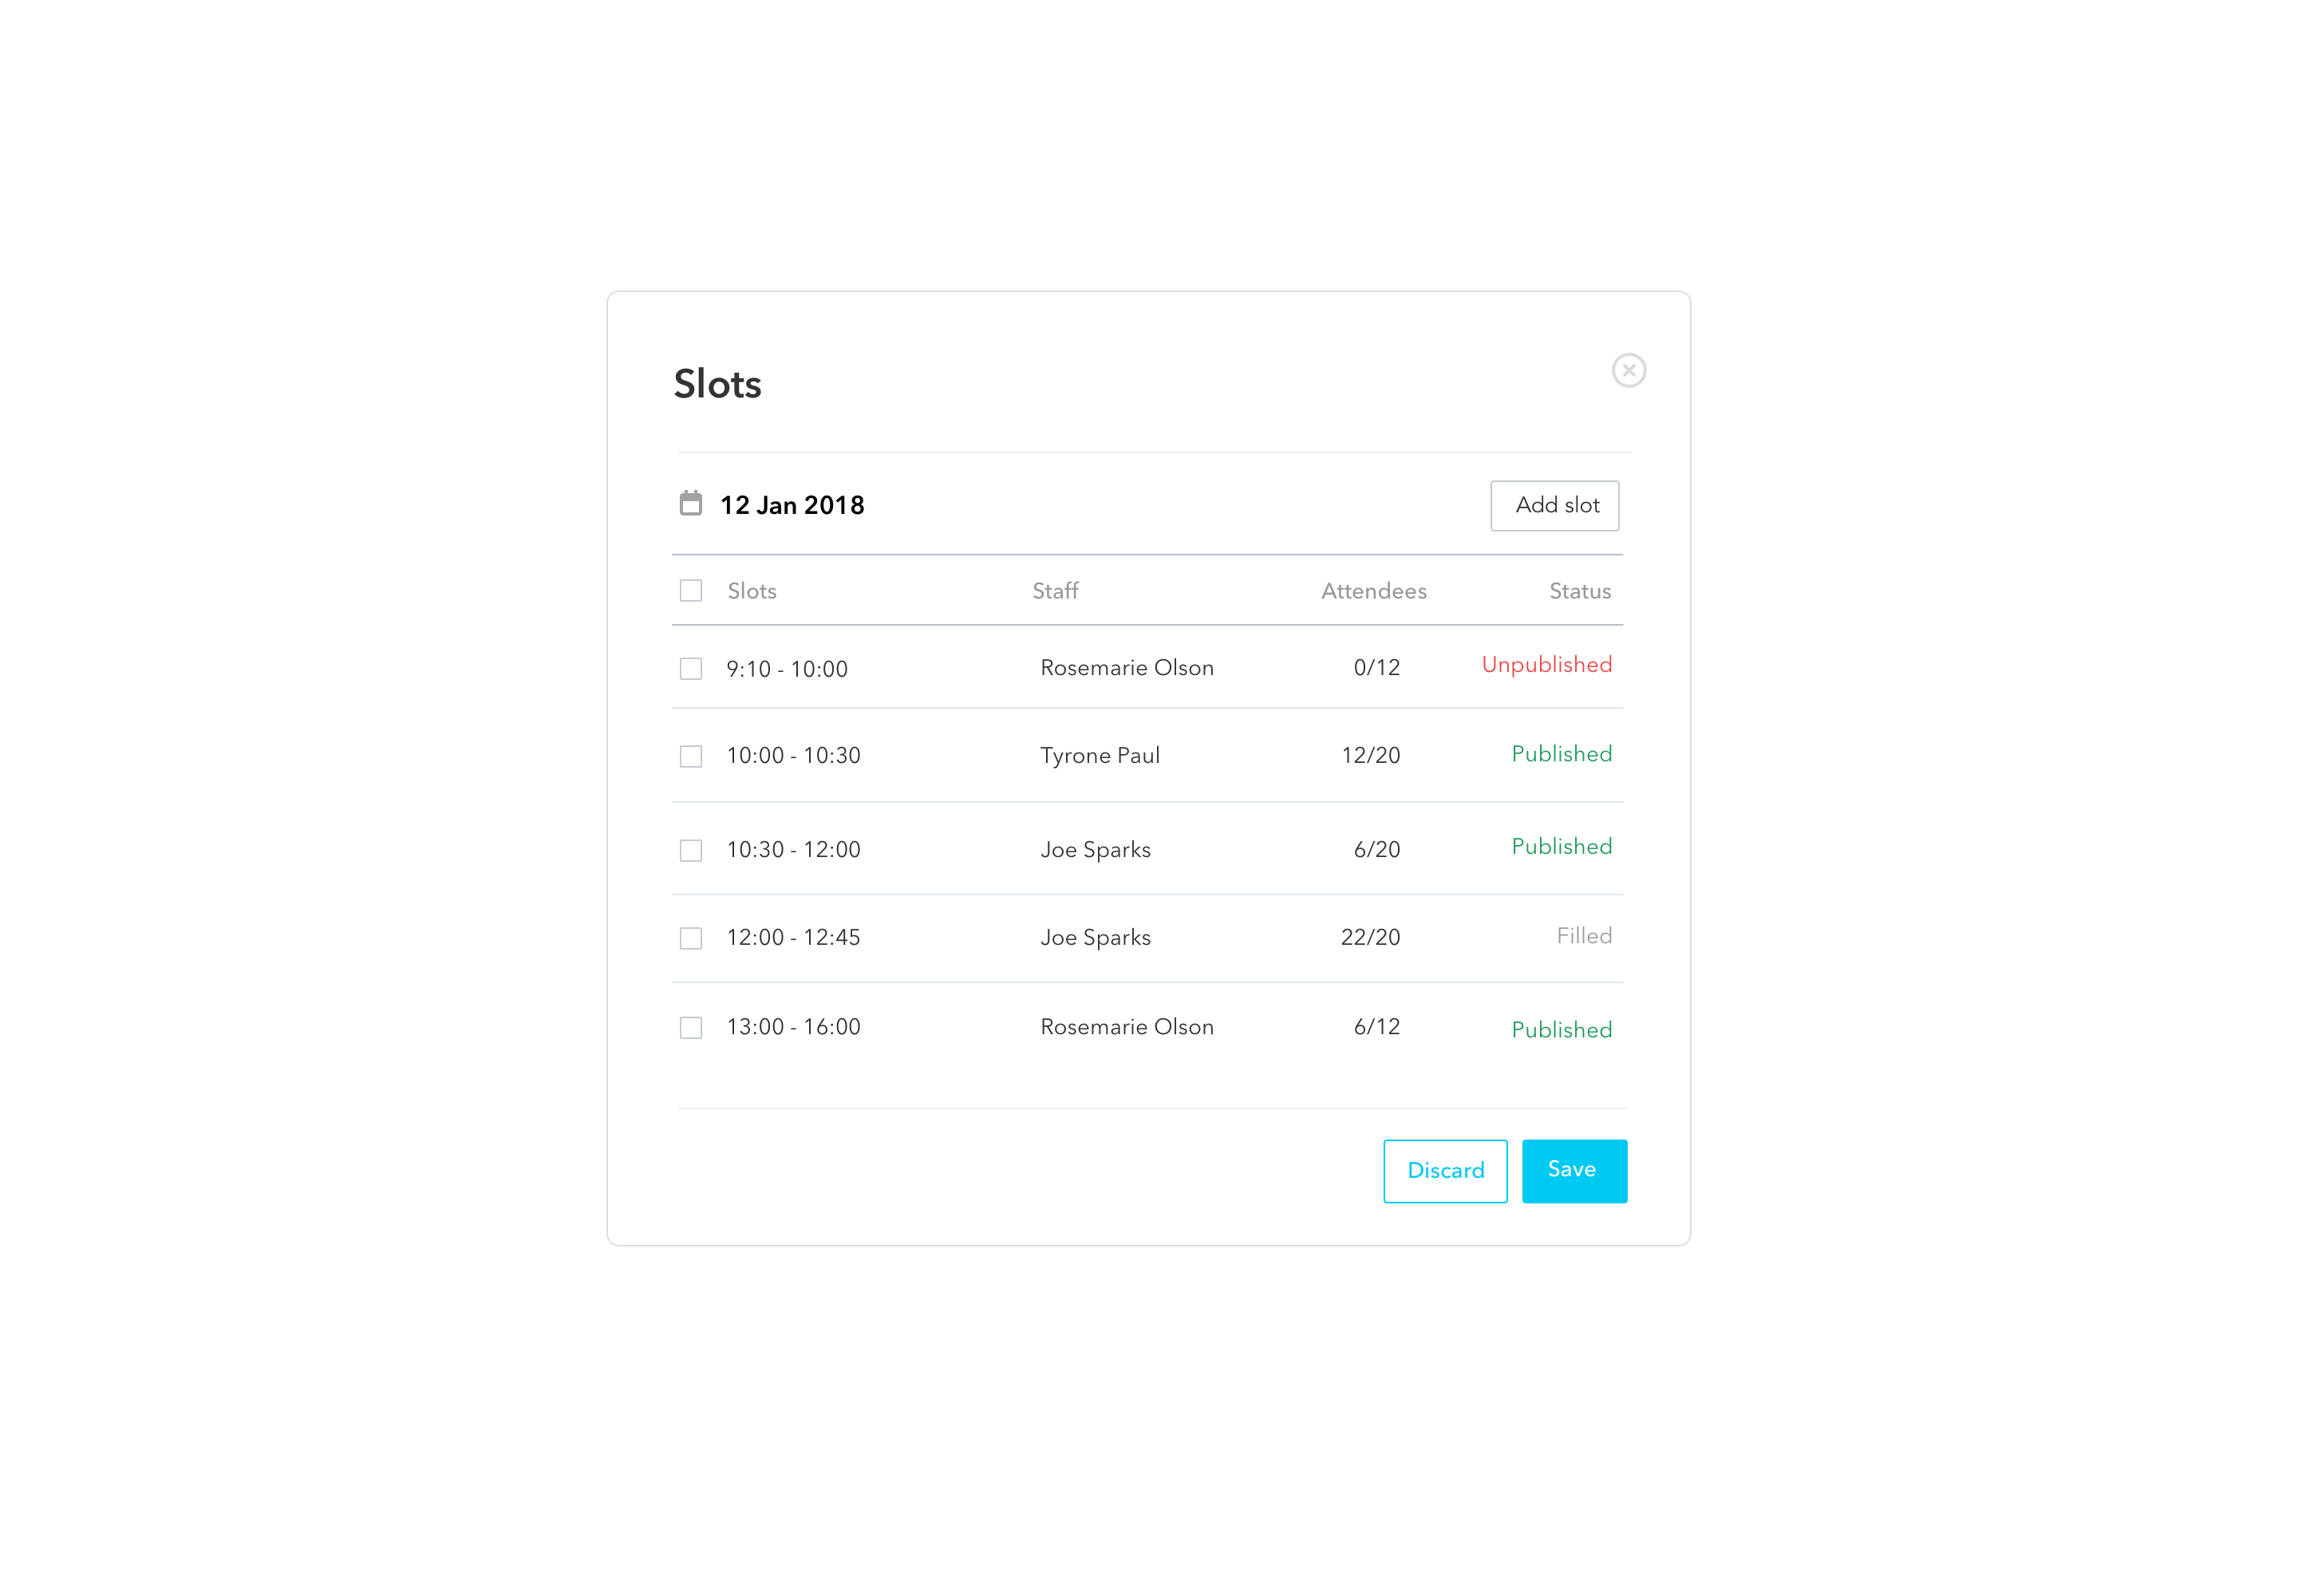 Slots
12 Jan 2018 Add slot
Slots Staff Attendees Status
9:10 - 10:00 Rosemarie Olson 0/12 Unpublished
10:00 - 10:30 Tyrone Paul 12/20 Published
10:30 - 12:00 Joe Sparks 6/20 Published
12:00 - 12:45 Joe Sparks 22/20 Filled
13:00 - 16:00 Rosemarie Olson 6/12 Published
Discard Save